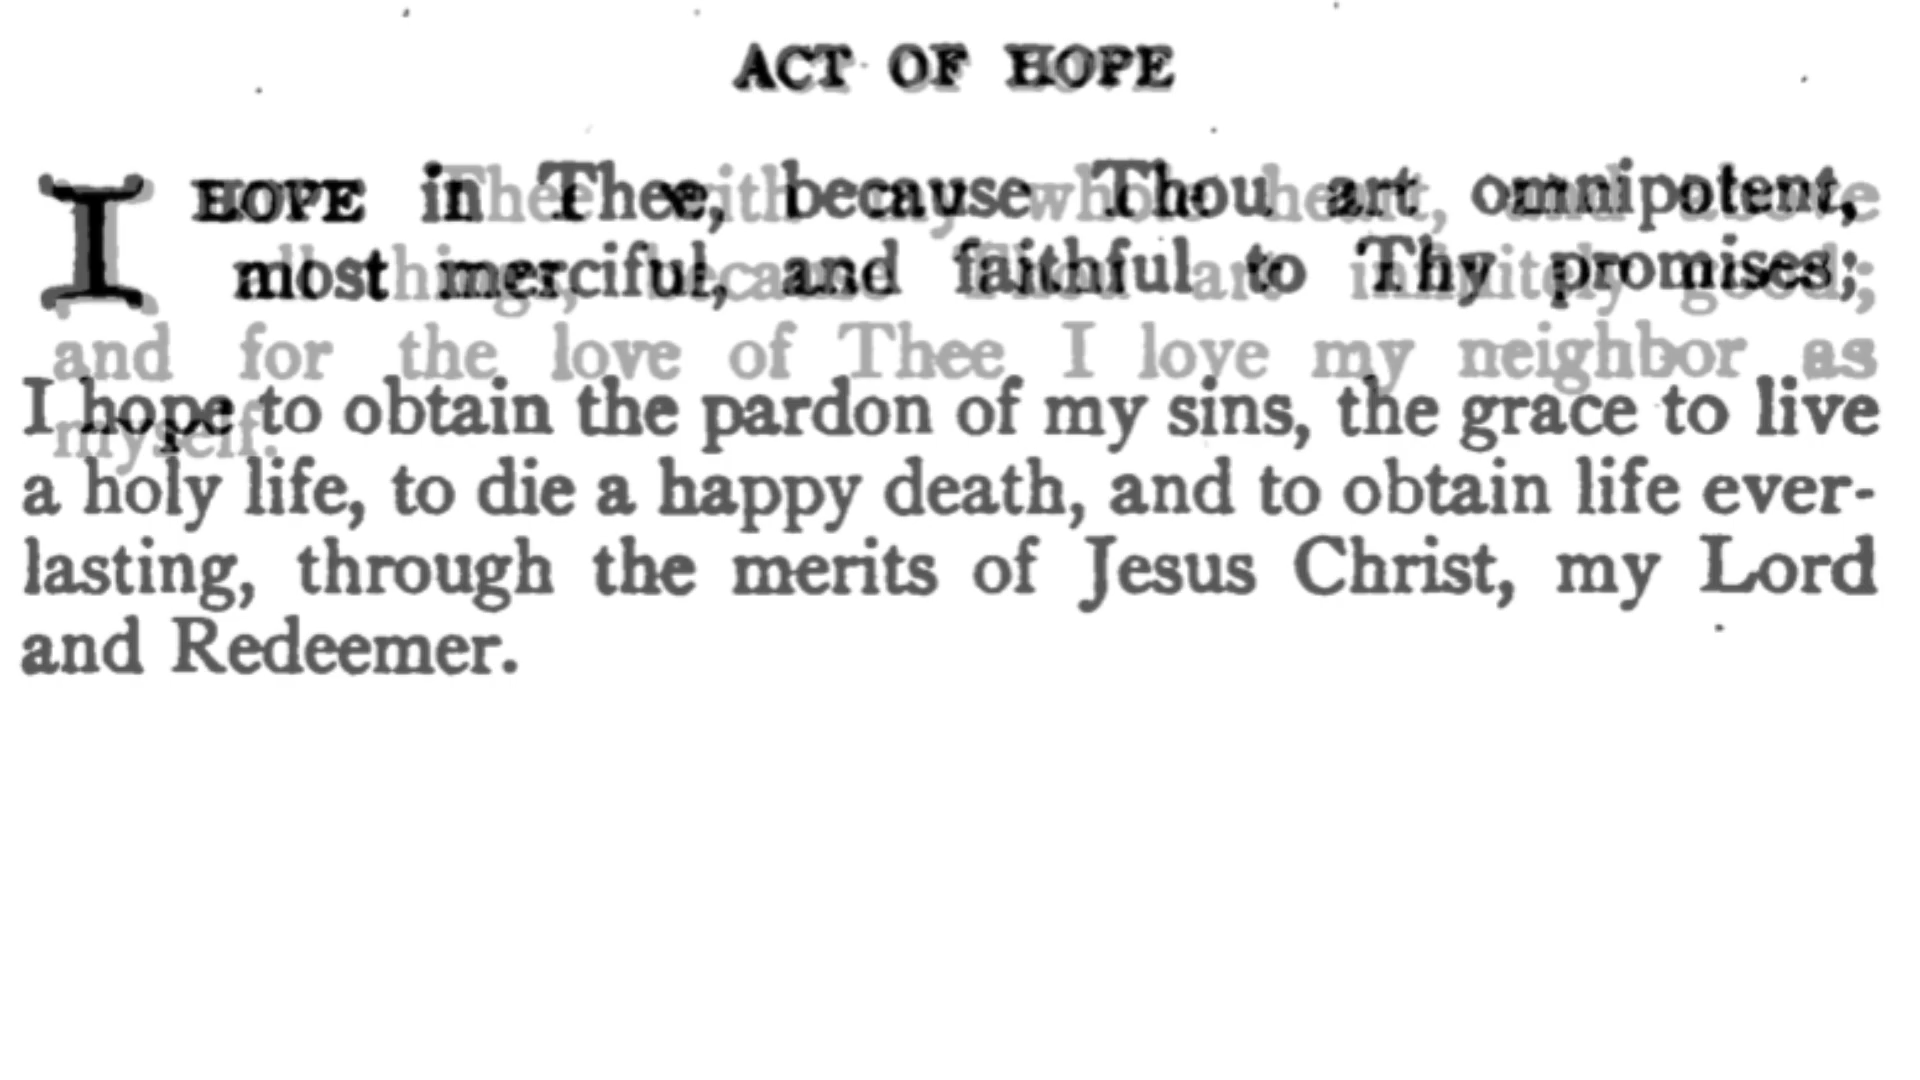 ACT OF HOPE
I HOPE in Thee, because Thou art omnipotent,
most merciful, and faithful to Thy promises;
and for the love of Thee I love my neighbor as
I hope to obtain the pardon of my sins, the grace to live
myself.
a holy life, to die a happy death, and to obtain life ever-
lasting, through the merits of Jesus Christ, my Lord
and Redeemer.